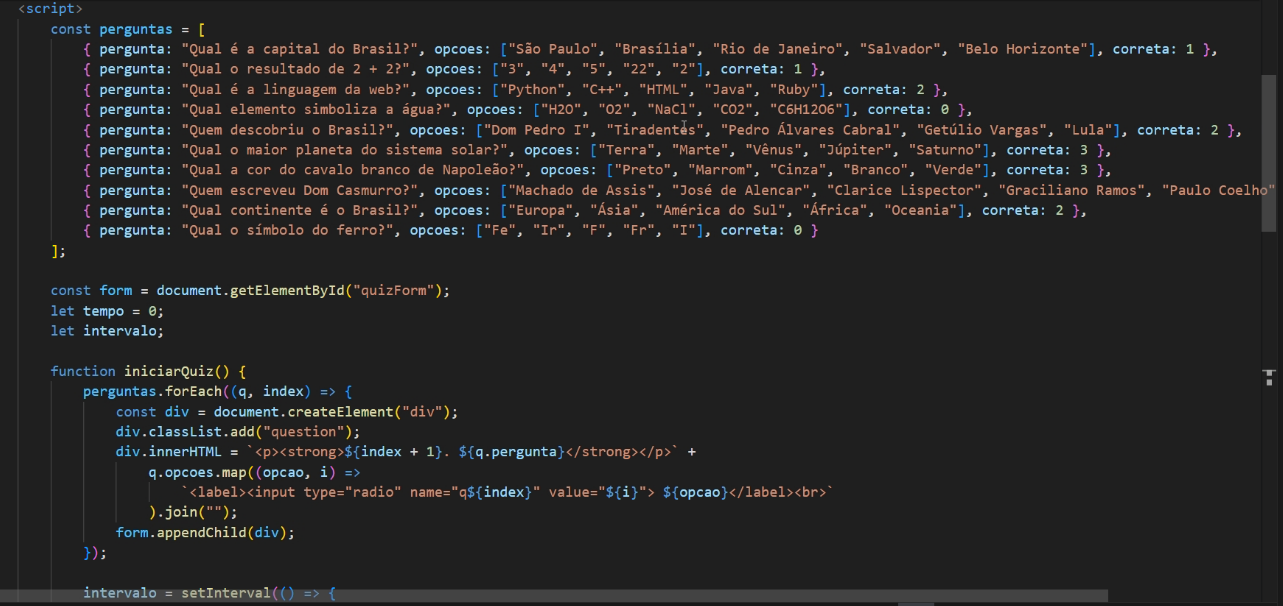 <script>
const perguntas = [
{ pergunta: "Qual é a capital do Brasil?", opcoes: ["São Paulo", "Brasília", "Rio de Janeiro", "Salvador", "Belo Horizonte"], correta: 1 },
{ pergunta: "Qual o resultado de 2 + 2?", opcoes: ["3", "4", "5", "22", "2"], correta: 1 },
{ pergunta: "Qual é a linguagem da web?", opcoes: ["Python", "C++", "HTML", "Java", "Ruby"], correta: 2 },
{ pergunta: "Qual elemento simboliza a água?", opcoes: ["H2O", "O2", "NaCl", "CO2", "C6H12O6"], correta: 0 },
{ pergunta: "Quem descobriu o Brasil?", opcoes: ["Dom Pedro I", "Tiradentes", "Pedro Álvares Cabral", "Getúlio Vargas", "Lula"], correta: 2 },
{ pergunta: "Qual o maior planeta do sistema solar?", opcoes: ["Terra", "Marte", "Vênus", "Júpiter", "Saturno"], correta: 3 },
{ pergunta: "Qual a cor do cavalo branco de Napoleão?", opcoes: ["Preto", "Marrom", "Cinza", "Branco", "Verde"], correta: 3 },
{ pergunta: "Quem escreveu Dom Casmurro?", opcoes: ["Machado de Assis", "José de Alencar", "Clarice Lispector", "Graciliano Ramos", "Paulo Coelho"
{ pergunta: "Qual continente é o Brasil?", opcoes: ["Europa", "Ásia", "América do Sul", "África", "Oceania"], correta: 2 },
{ pergunta: "Qual o símbolo do ferro?", opcoes: ["Fe", "Ir", "F", "Fr", "I"], correta: 0 }
];
const form = document.getElementById("quizForm");
let tempo = 0;
let intervalo;
function iniciarQuiz() {
perguntas.forEach((q, index) => {
const div = document.createElement("div");
div.classList.add("question");
div.innerHTML = `<p><strong>${index + 1}. ${q.pergunta}</strong></p>` +
q.opcoes.map((opcao, i) =>
`<label><input type="radio" name="q${index}" value="${i}"> ${opcao}</label><br>`
).join("");
form.appendChild(div);
});
intervalo = setInterval(() => {